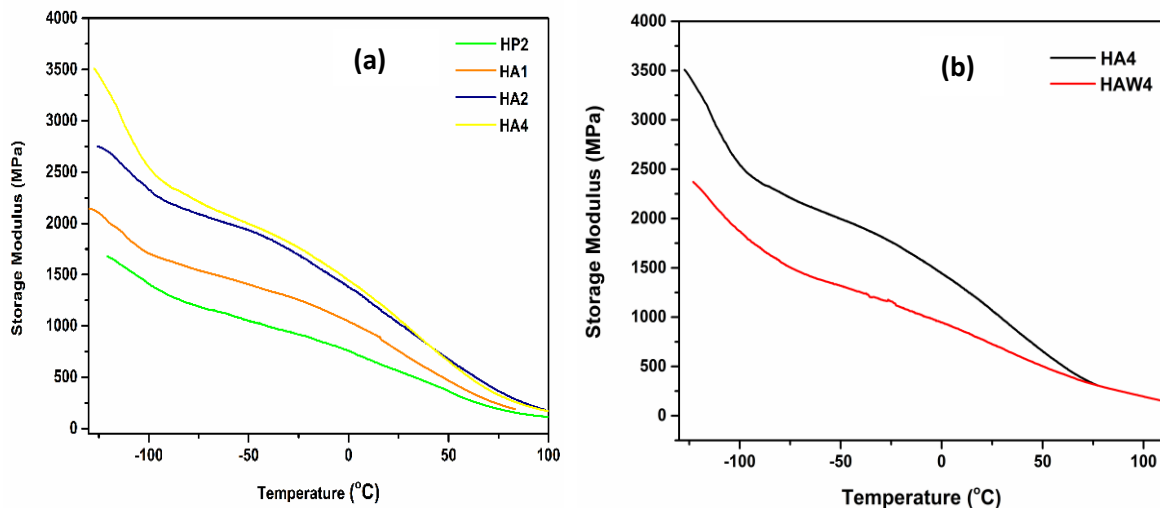 (a)
HP2
HA1
HA2
HA4
4000
3500
3000
2500
2000
1500
1000
500
0
Storage Modulus (MPa)
-100 -50 0 50 100
Temperature (°C)
(b)
HA4
HAW4
4000
3500
3000
2500
2000
1500
1000
500
0
Storage Modulus (MPa)
-100 -50 0 50 100
Temperature (°C)